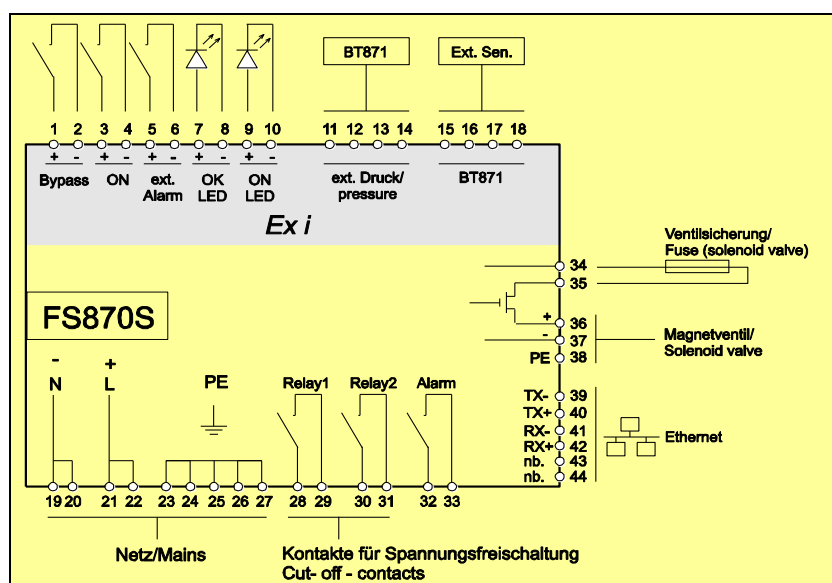 BT871 Ext. Sen.
1 2 3 4 5 6 7 8 9 10 11 12 13 14 15 16 17 18
+ - + - + - + - + -
Bypass ON ext. Alarm OK LED ON LED ext. Druck/ pressure BT871
Ex i
Ventilsicherung/
Fuse (solenoid valve)
34
35
FS870S
+ 36
- 37
PE 38
Magnetventil/
Solenoid valve
- +
N L PE Relay1 Relay2 Alarm
TX- 39
TX+ 40
RX- 41
RX+ 42
nb. 43
nb. 44
Ethernet
19 20 21 22 23 24 25 26 27 28 29 30 31 32 33
Netz/Mains
Kontakte für Spannungsfreischaltung
Cut- off - contacts